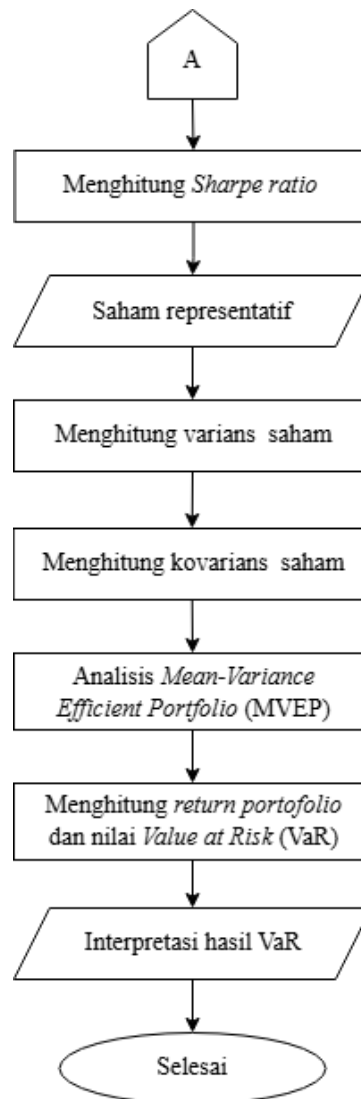 A
Menghitung Sharpe ratio
Saham representatif
Menghitung varians saham
Menghitung kovarians saham
Analisis Mean-Variance
Efficient Portfolio (MVEP)
Menghitung return portofolio
dan nilai Value at Risk (VaR)
Interpretasi hasil VaR
Selesai